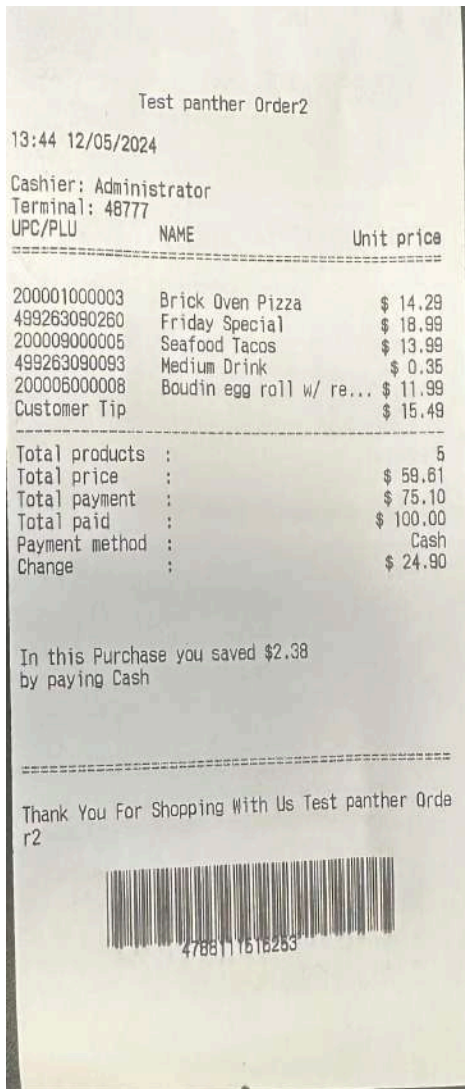 Test panther Order2
13:44 12/05/2024
Cashier: Administrator
Terminal: 48777
UPC/PLU NAME Unit price
==================================================
200001000003 Brick Oven Pizza $ 14.29
499263090260 Friday Special $ 18.99
200009000005 Seafood Tacos $ 13.99
499263090093 Medium Drink $ 0.35
200006000008 Boudin egg roll w/ re... $ 11.99
Customer Tip $ 15.49
--------------------------------------------------
Total products : 5
Total price : $ 59.61
Total payment : $ 75.10
Total paid : $ 100.00
Payment method : Cash
Change : $ 24.90
In this Purchase you saved $2.38
by paying Cash
==================================================
Thank You For Shopping With Us Test panther Orde
r2
4788111516253